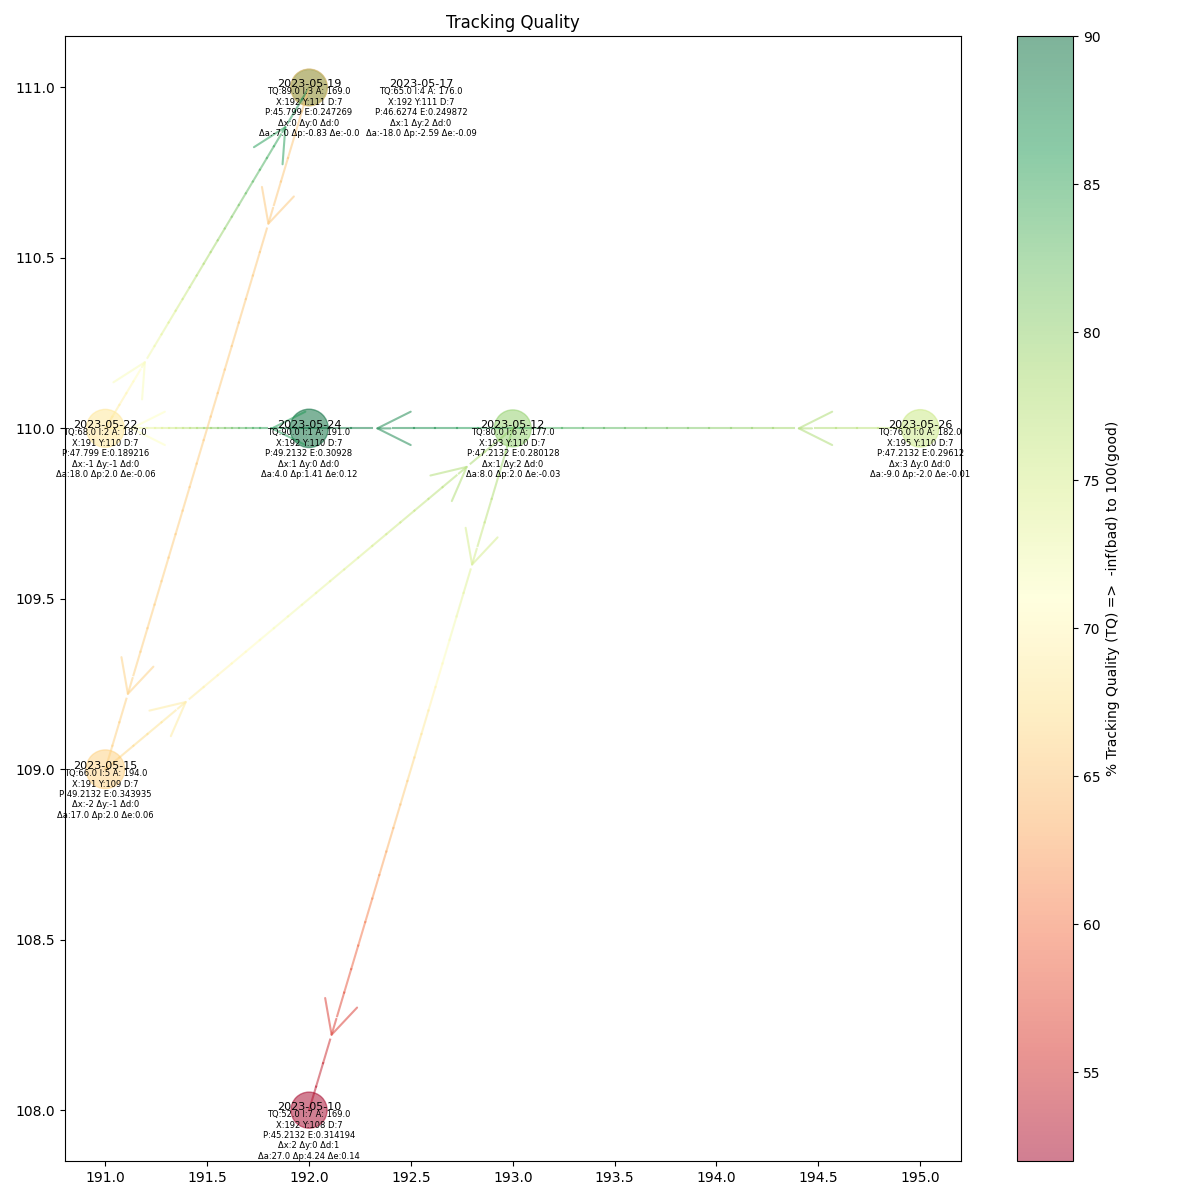 Tracking Quality
111.0
110.5
110.0
109.5
109.0
108.5
108.0
191.0 191.5 192.0 192.5 193.0 193.5 194.0 194.5 195.0
2023-05-19
TQ:89.0 I:3 A: 169.0
X:192 Y:111 D:7
P:45.799 E:0.247269
Δx:0 Δy:0 Δd:0
Δa:-7.0 Δp:-0.83 Δe:-0.0
2023-05-17
TQ:65.0 I:4 A: 176.0
X:192 Y:111 D:7
P:46.6274 E:0.249872
Δx:1 Δy:2 Δd:0
Δa:-18.0 Δp:-2.59 Δe:-0.09
2023-05-22
TQ:68.0 I:2 A: 187.0
X:191 Y:110 D:7
P:47.799 E:0.189216
Δx:-1 Δy:-1 Δd:0
Δa:18.0 Δp:2.0 Δe:-0.06
2023-05-24
TQ:90.0 I:1 A: 191.0
X:192 Y:110 D:7
P:49.2132 E:0.30928
Δx:1 Δy:0 Δd:0
Δa:4.0 Δp:1.41 Δe:0.12
2023-05-12
TQ:80.0 I:6 A: 177.0
X:193 Y:110 D:7
P:47.2132 E:0.280128
Δx:1 Δy:2 Δd:0
Δa:8.0 Δp:2.0 Δe:-0.03
2023-05-26
TQ:76.0 I:0 A: 182.0
X:195 Y:110 D:7
P:47.2132 E:0.29612
Δx:3 Δy:0 Δd:0
Δa:-9.0 Δp:-2.0 Δe:-0.01
2023-05-15
TQ:66.0 I:5 A: 194.0
X:191 Y:109 D:7
P:49.2132 E:0.343935
Δx:-2 Δy:-1 Δd:0
Δa:17.0 Δp:2.0 Δe:0.06
2023-05-10
TQ:52.0 I:7 A: 169.0
X:192 Y:108 D:7
P:45.2132 E:0.314194
Δx:2 Δy:0 Δd:1
Δa:27.0 Δp:4.24 Δe:0.14
90
85
80
75
70
65
60
55
% Tracking Quality (TQ) => -inf(bad) to 100(good)